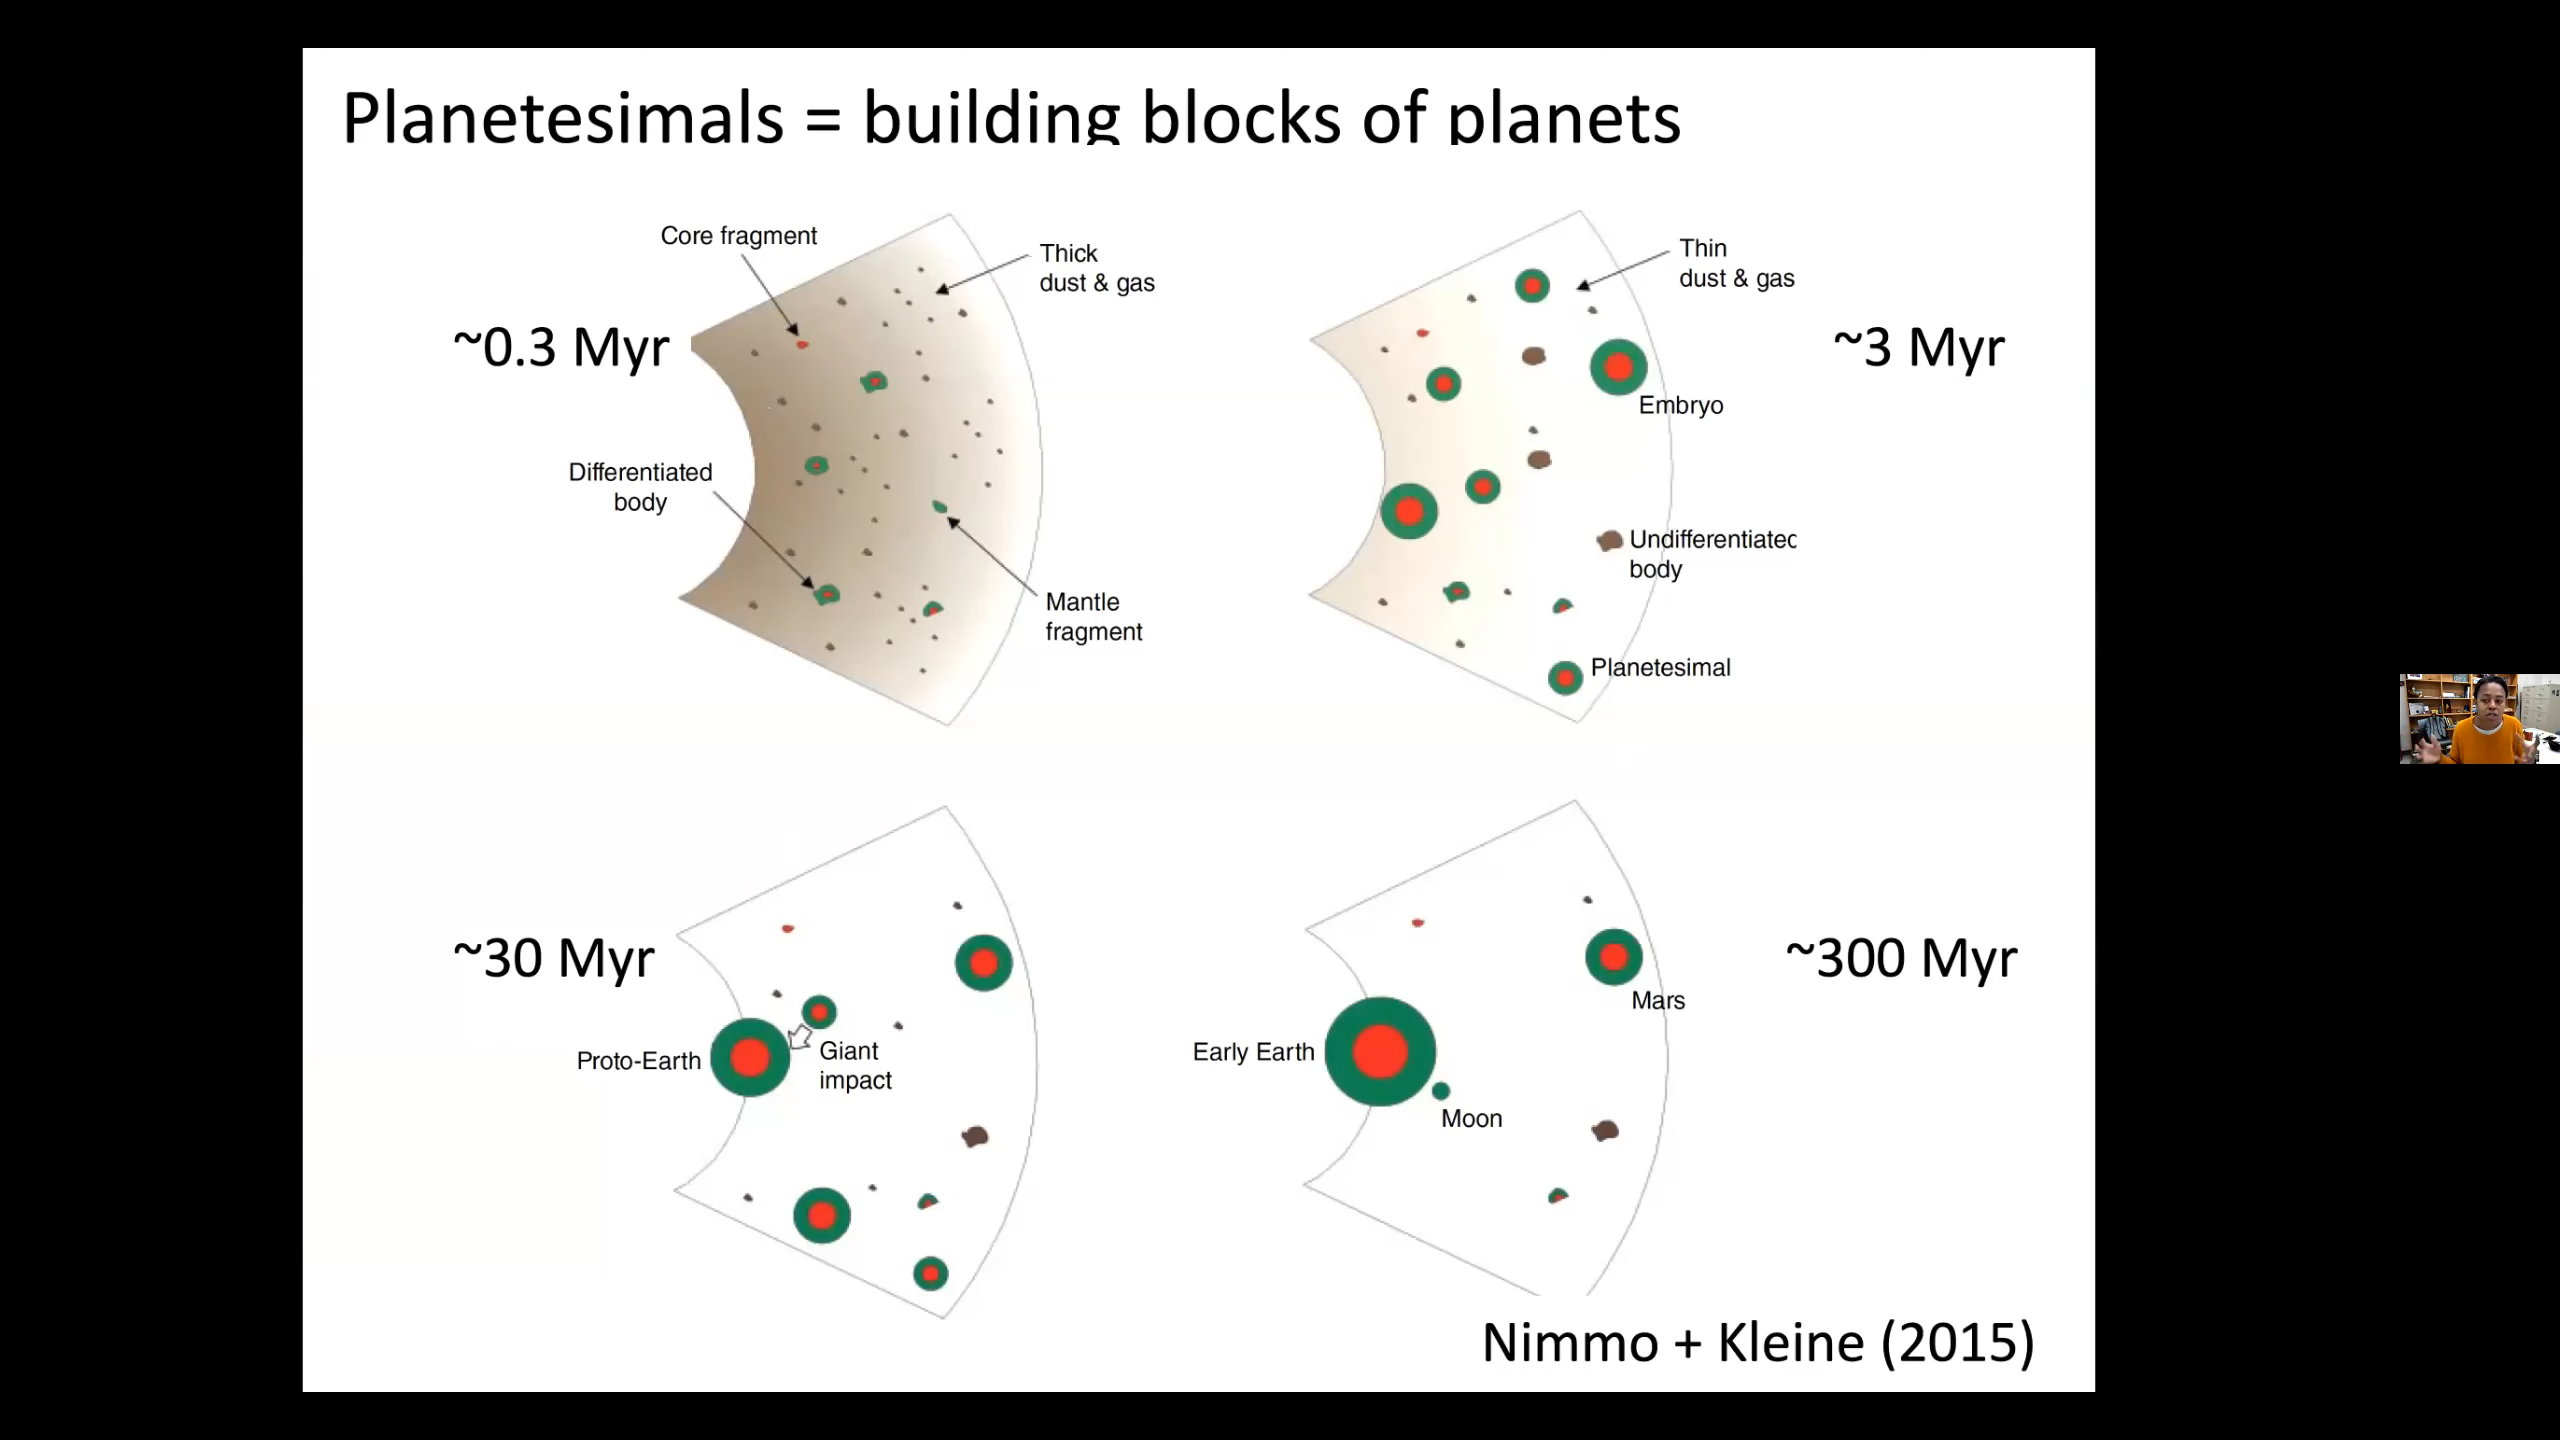 Planetesimals = building blocks of planets
Core fragment
Thick
dust & gas
~0.3 Myr
Differentiated
body
Mantle
fragment
Thin
dust & gas
~3 Myr
Embryo
Undifferentiated
body
Planetesimal
~30 Myr
Proto-Earth
Giant
impact
~300 Myr
Mars
Early Earth
Moon
Nimmo + Kleine (2015)